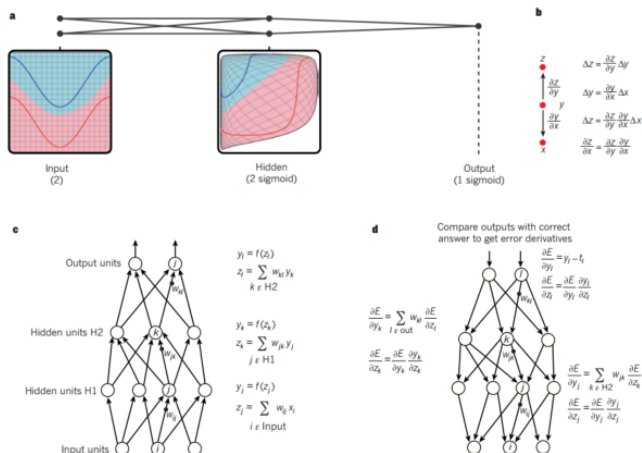 a
Input
(2)
Hidden
(2 sigmoid)
Output
(1 sigmoid)
b
z
y
x
∂z/∂y
∂y/∂x
Δz = ∂z/∂y Δy
Δy = ∂y/∂x Δx
Δz = ∂z/∂y ∂y/∂x Δx
∂z/∂x = ∂z/∂y ∂y/∂x
c
Output units
l
w_kl
Hidden units H2
k
w_jk
Hidden units H1
j
w_ij
Input units
i
y_l = f(z_l)
z_l = ∑ w_kl y_k
k ε H2
y_k = f(z_k)
z_k = ∑ w_jk y_j
j ε H1
y_j = f(z_j)
z_j = ∑ w_ij x_i
i ε Input
d
Compare outputs with correct
answer to get error derivatives
∂E/∂y_l = y_l − t_l
∂E/∂z_l = ∂E/∂y_l ∂y_l/∂z_l
l
w_kl
∂E/∂y_k = ∑ w_kl ∂E/∂z_l
l ε out
∂E/∂z_k = ∂E/∂y_k ∂y_k/∂z_k
k
w_jk
∂E/∂y_j = ∑ w_jk ∂E/∂z_k
k ε H2
∂E/∂z_j = ∂E/∂y_j ∂y_j/∂z_j
j
w_ij
i